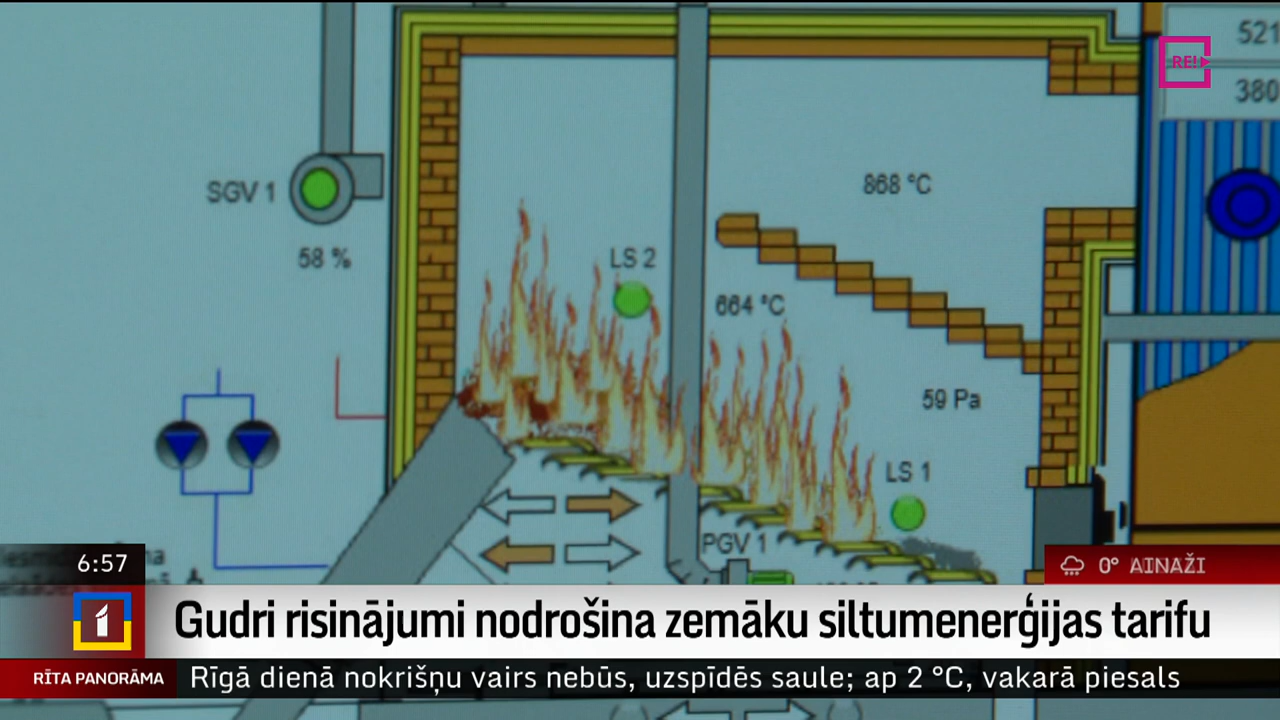 521
RE!
380
868 °C
SGV 1
58 %
LS 2
664 °C
59 Pa
LS 1
PGV 1
6:57
0° AINAŽI
1
Gudri risinājumi nodrošina zemāku siltumenerģijas tarifu
RĪTA PANORĀMA
Rīgā dienā nokrišņu vairs nebūs, uzspīdēs saule; ap 2 °C, vakarā piesals